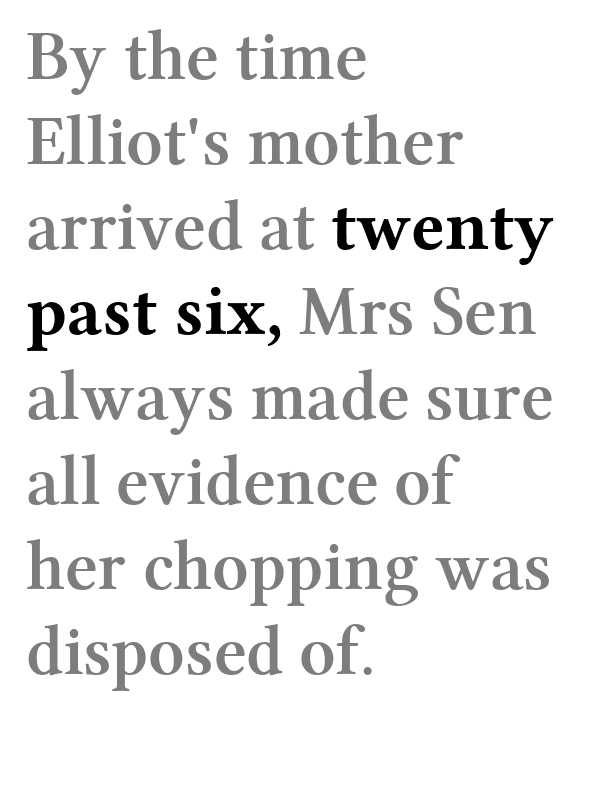 By the time
Elliot's mother
arrived at twenty
past six, Mrs Sen
always made sure
all evidence of
her chopping was
disposed of.